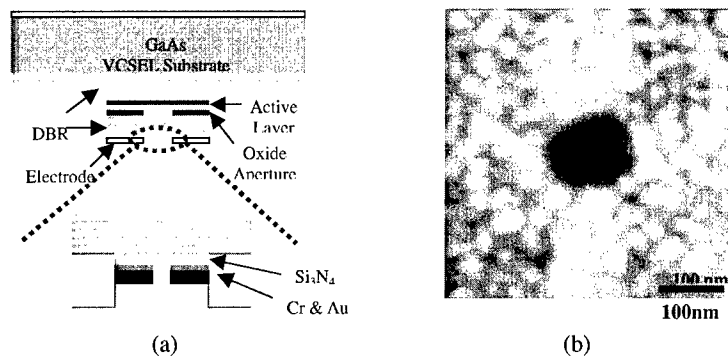 GaAs
VCSEL Substrate
Active
Layer
DBR
Oxide
Aperture
Electrode
Si₃N₄
Cr & Au
100 nm
100nm
(a)
(b)